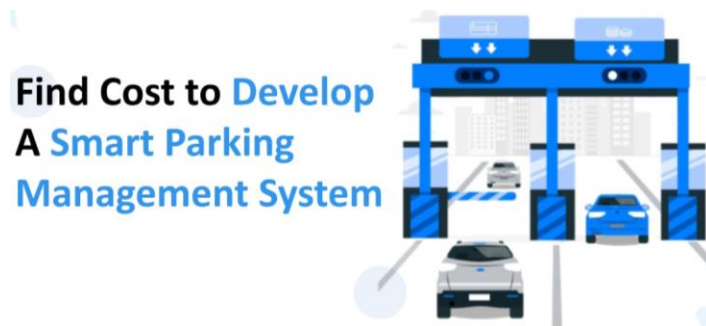 Find Cost to Develop
A Smart Parking
Management System